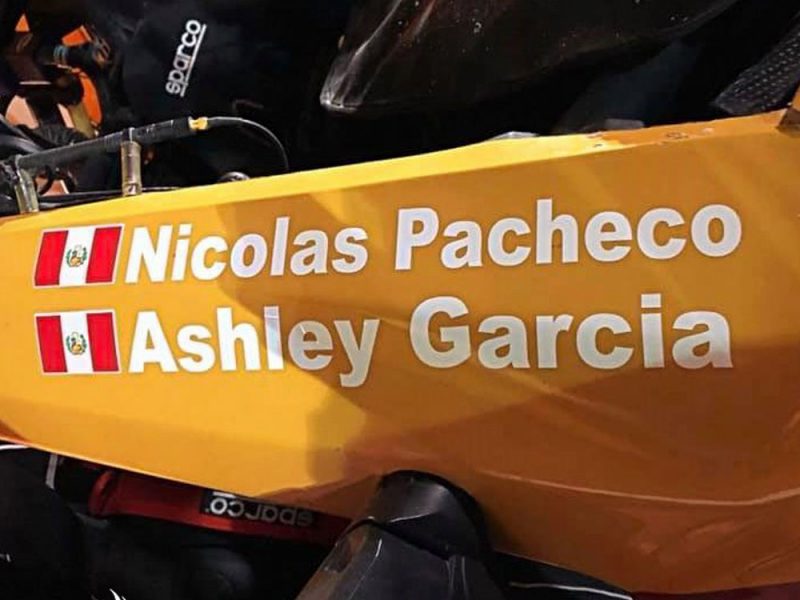 sparco
Nicolas Pacheco
Ashley Garcia
sparco